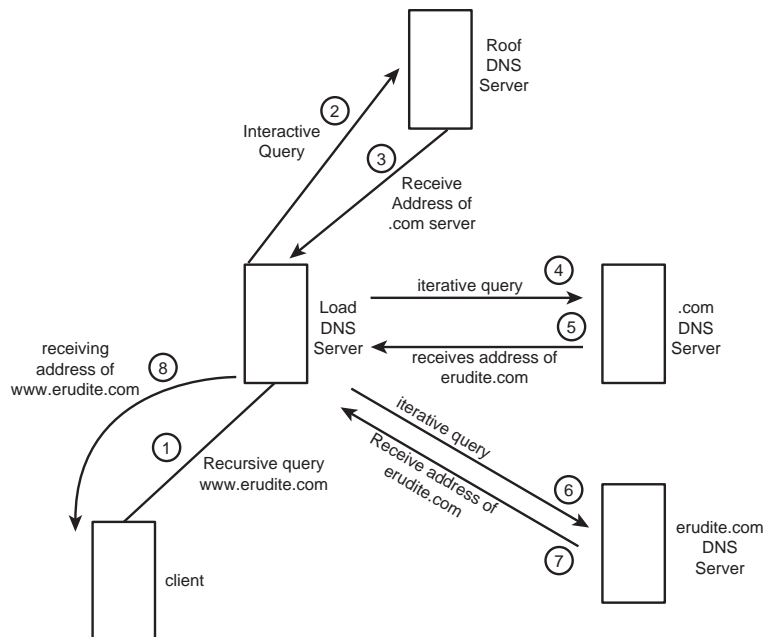 Roof
DNS
Server
2
Interactive
Query
3
Receive
Address of
.com server
4
iterative query
Load
DNS
Server
.com
DNS
Server
5
receives address of
erudite.com
receiving
address of
www.erudite.com
8
1
Recursive query
www.erudite.com
iterative query
Receive address of
erudite.com
6
7
erudite.com
DNS
Server
client